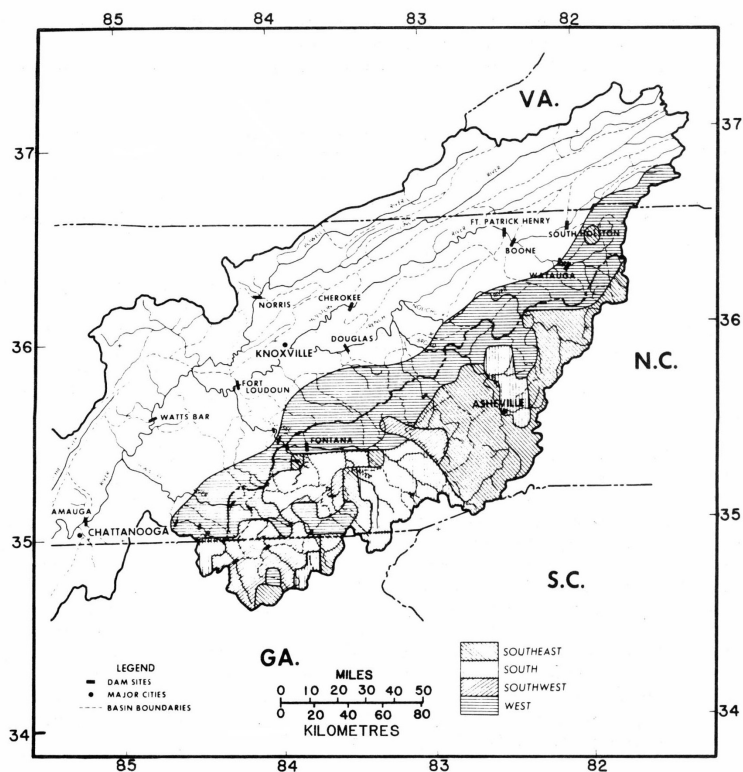 85 84 83 82
VA.
37
37
FT PATRICK HENRY
SOUTH HOLSTON
BOONE
WATAUGA
NORRIS
CHEROKEE
36
36
DOUGLAS
KNOXVILLE
N.C.
FORT
LOUDOUN
ASHEVILLE
WATTS BAR
FONTANA
35
AMAUGA
CHATTANOOGA
35
S.C.
GA.
LEGEND
DAM SITES
MAJOR CITIES
BASIN BOUNDARIES
MILES
0 10 20 30 40 50
0 20 40 60 80
KILOMETRES
SOUTHEAST
SOUTH
SOUTHWEST
WEST
34
34
85 84 83 82